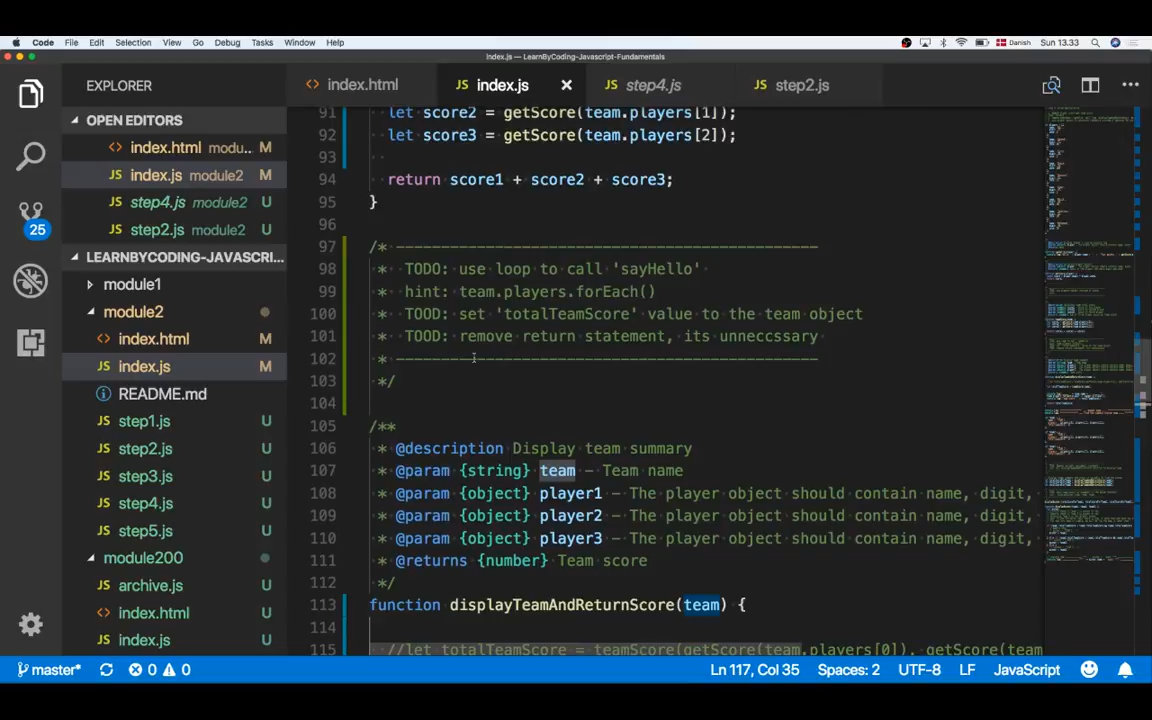 Code File Edit Selection View Go Debug Tasks Window Help Danish Sun 13.33
index.js — LearnByCoding-Javascript-Fundamentals
EXPLORER
OPEN EDITORS
<> index.html modu... M
JS index.js module2 M
JS step4.js module2 U
JS step2.js module2 U
LEARNBYCODING-JAVASCRI...
module1
module2
<> index.html M
JS index.js M
README.md
JS step1.js U
JS step2.js U
JS step3.js U
JS step4.js U
JS step5.js U
module200
JS archive.js U
<> index.html U
JS index.js U
25
<> index.html
JS index.js
JS step4.js
JS step2.js
91 let score2 = getScore(team.players[1]);
92 let score3 = getScore(team.players[2]);
93
94 return score1 + score2 + score3;
95 }
96
97 /* -----------------------------------------------
98 * TODO: use loop to call 'sayHello'
99 * hint: team.players.forEach()
100 * TOOD: set 'totalTeamScore' value to the team object
101 * TOOD: remove return statement, its unneccssary
102 * -----------------------------------------------
103 */
104
105 /**
106 * @description Display team summary
107 * @param {string} team – Team name
108 * @param {object} player1 – The player object should contain name, digit,
109 * @param {object} player2 – The player object should contain name, digit,
110 * @param {object} player3 – The player object should contain name, digit,
111 * @returns {number} Team score
112 */
113 function displayTeamAndReturnScore(team) {
114
115 //let totalTeamScore = teamScore(getScore(team.players[0]), getScore(team
master* 0 0 Ln 117, Col 35 Spaces: 2 UTF-8 LF JavaScript